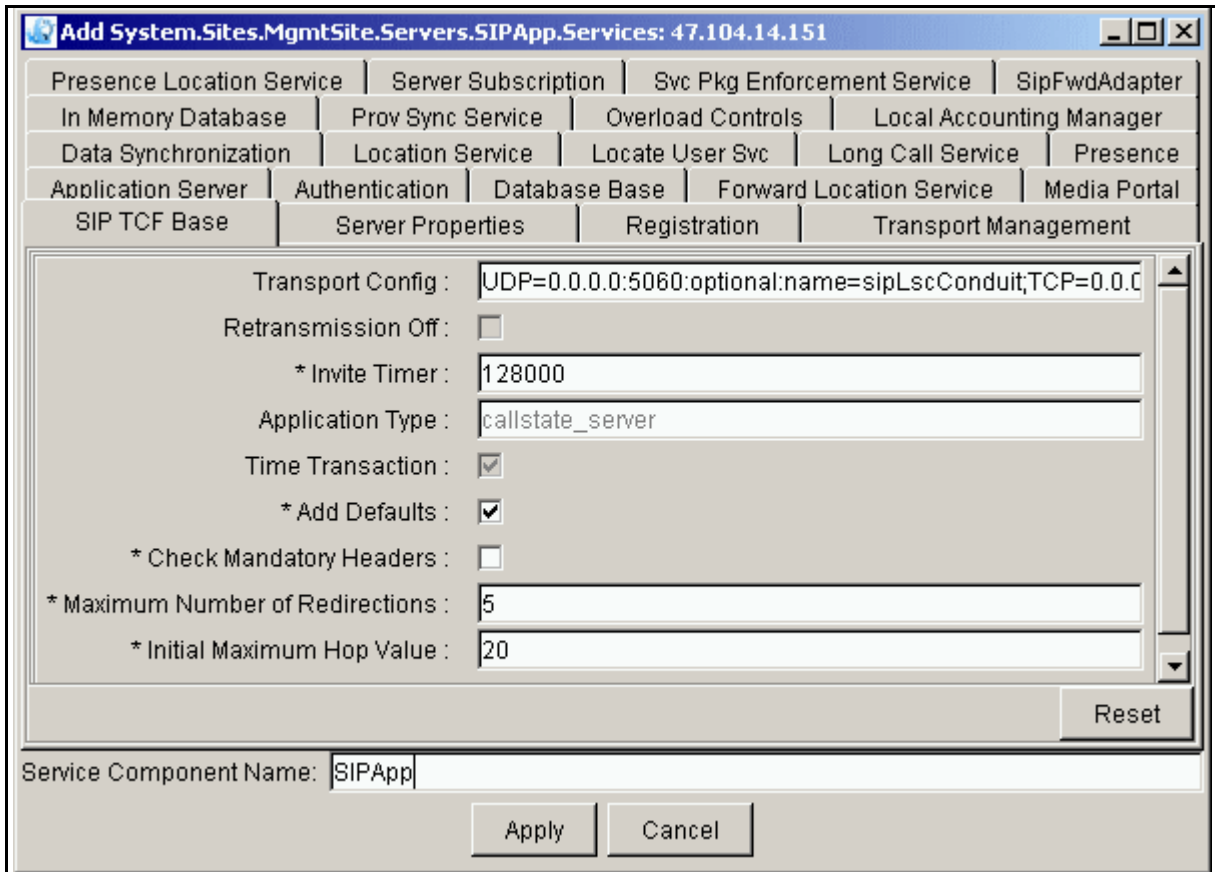 Add System.Sites.MgmtSite.Servers.SIPApp.Services: 47.104.14.151
Presence Location Service Server Subscription Svc Pkg Enforcement Service SipFwdAdapter
In Memory Database Prov Sync Service Overload Controls Local Accounting Manager
Data Synchronization Location Service Locate User Svc Long Call Service Presence
Application Server Authentication Database Base Forward Location Service Media Portal
SIP TCF Base Server Properties Registration Transport Management
Transport Config : UDP=0.0.0.0:5060:optional:name=sipLscConduit;TCP=0.0.0
Retransmission Off :
* Invite Timer : 128000
Application Type : callstate_server
Time Transaction :
* Add Defaults :
* Check Mandatory Headers :
* Maximum Number of Redirections : 5
* Initial Maximum Hop Value : 20
Reset
Service Component Name: SIPApp
Apply Cancel